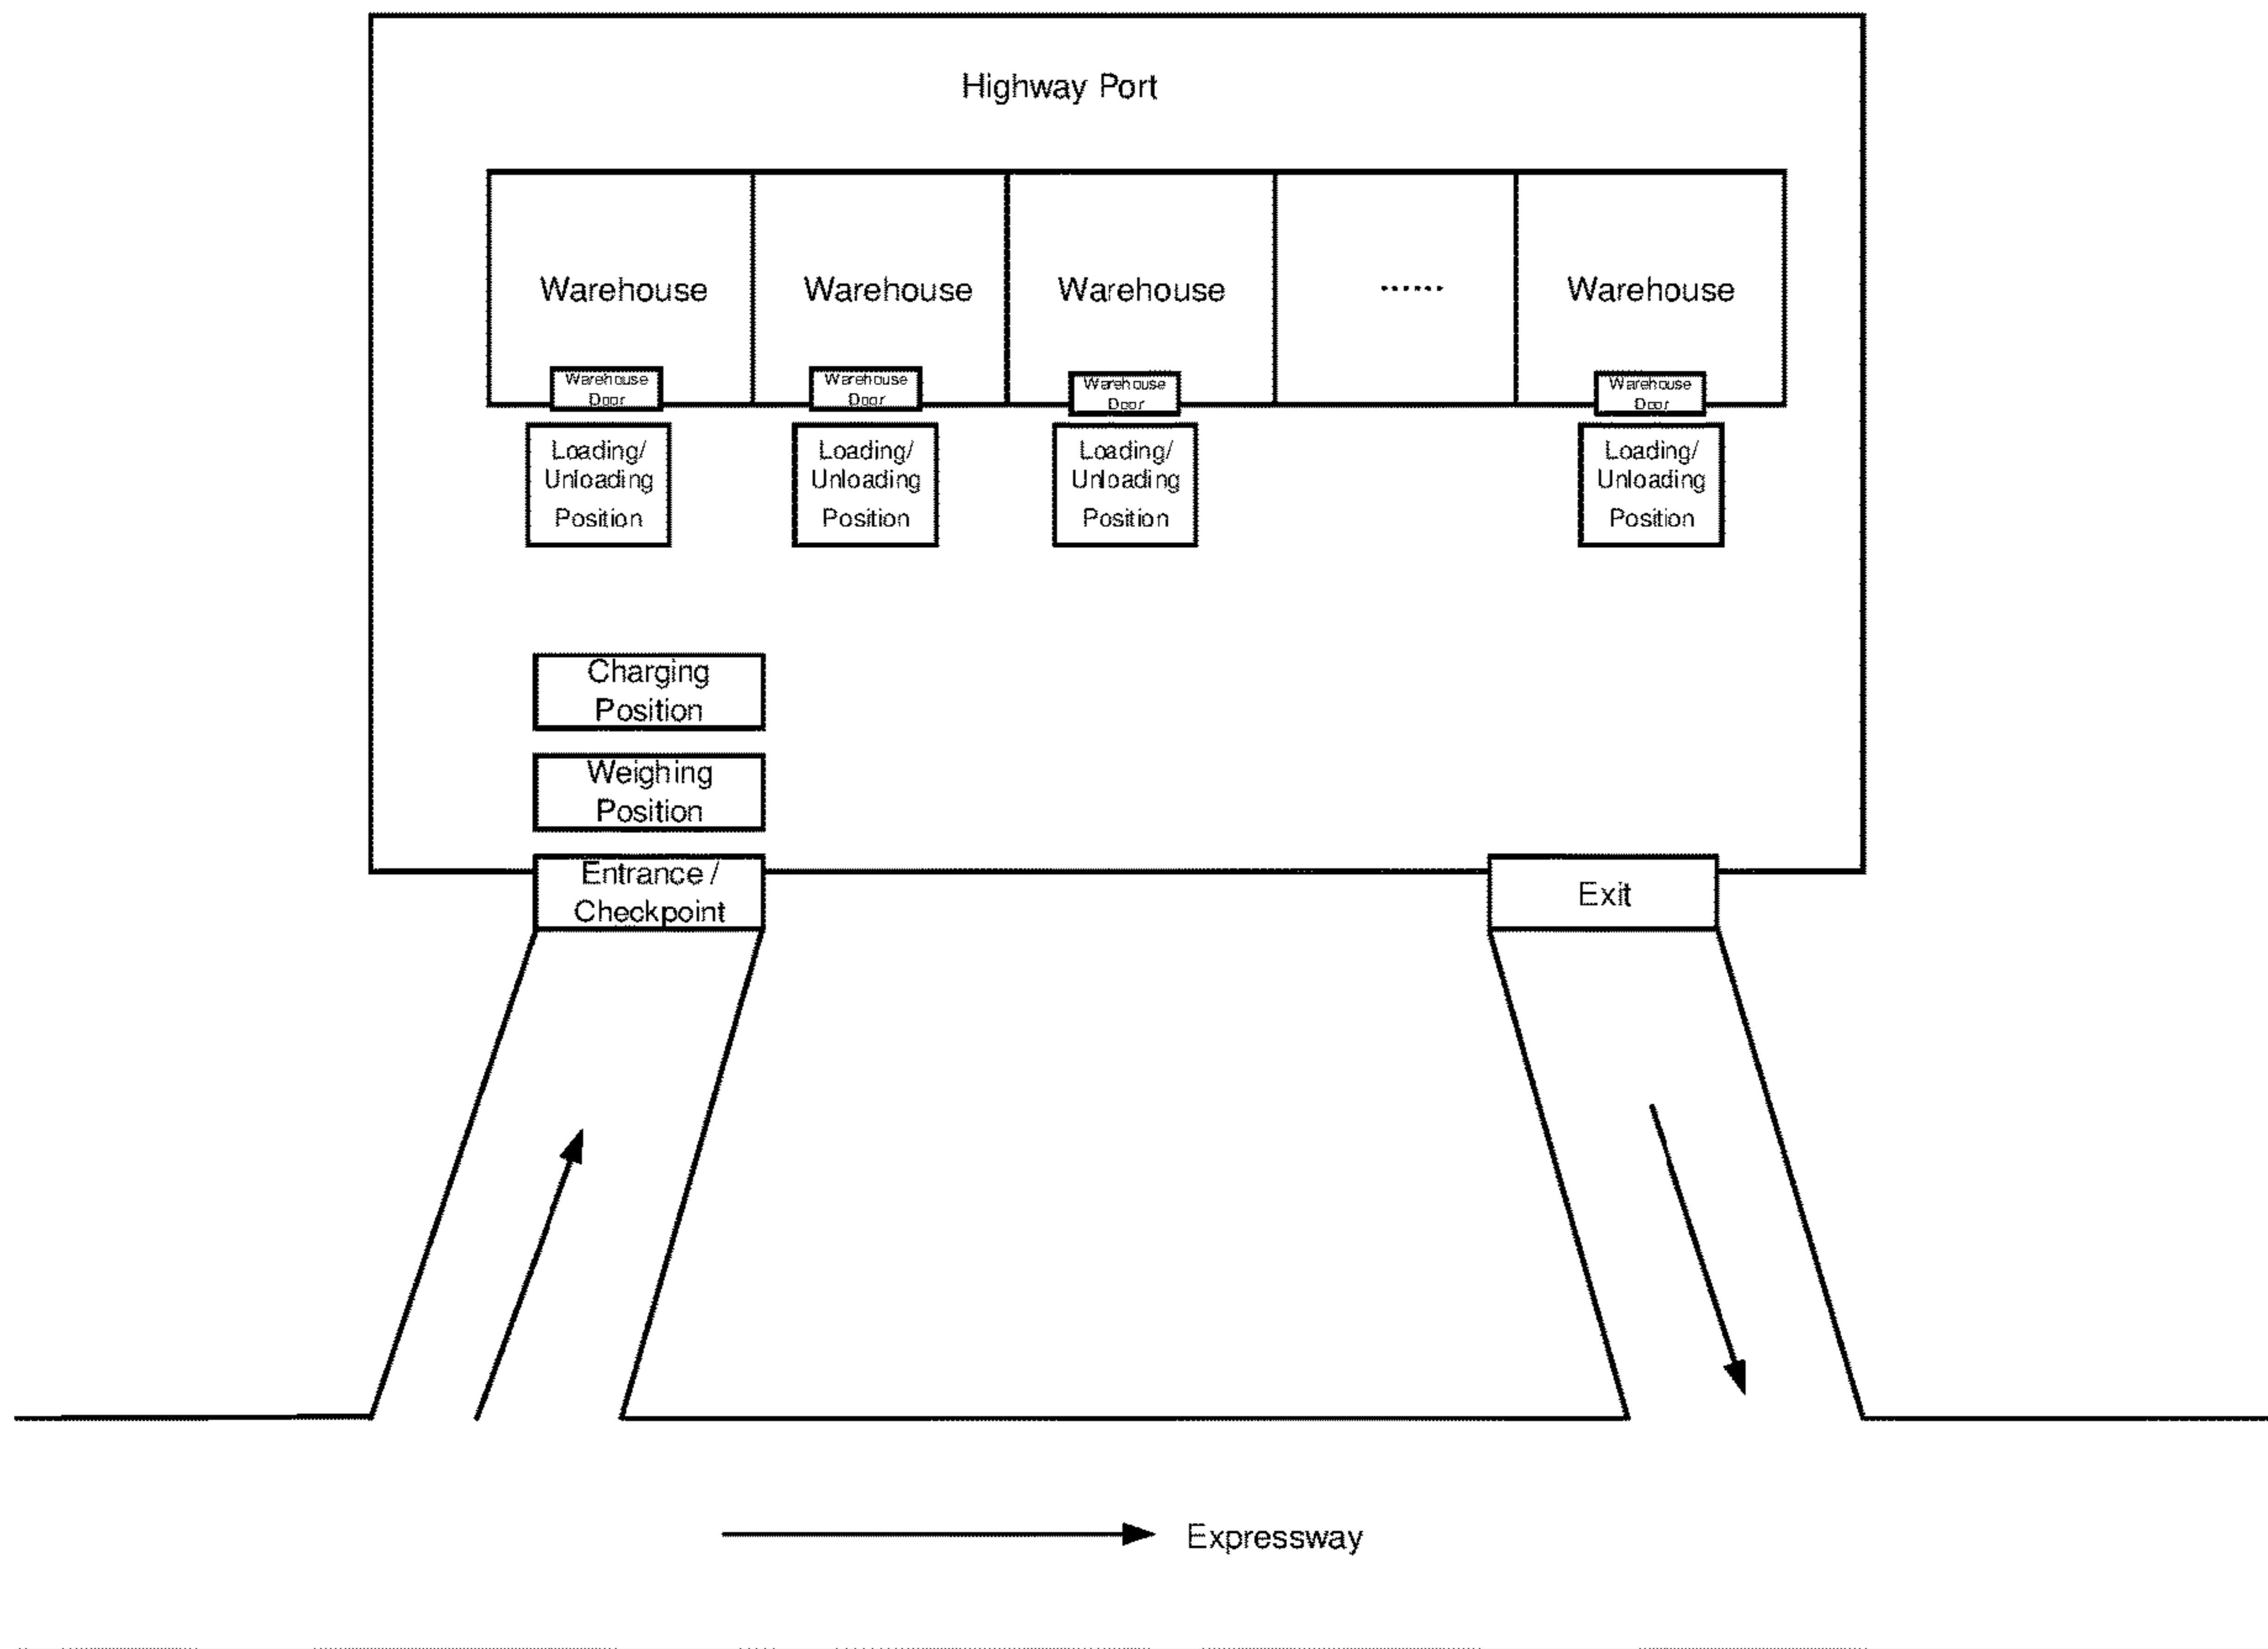 Highway Port
Warehouse
Warehouse
Warehouse
......
Warehouse
Warehouse
Door
Warehouse
Door
Warehouse
Door
Warehouse
Door
Loading/
Unloading
Position
Loading/
Unloading
Position
Loading/
Unloading
Position
Loading/
Unloading
Position
Charging
Position
Weighing
Position
Entrance /
Checkpoint
Exit
Expressway